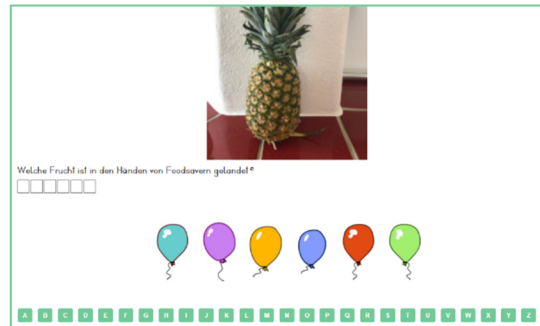 Welche Frucht ist in den Händen von Foodsavern gelandet?
A B C D E F G H I J K L M N O P Q R S T U V W X Y Z